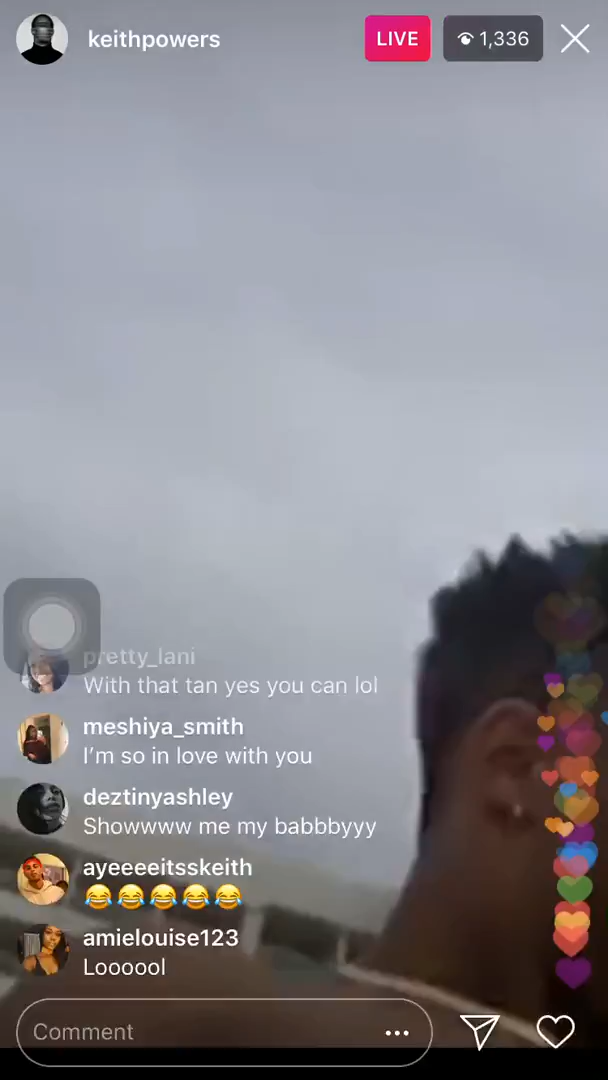 keithpowers
LIVE
1,336
pretty_lani
With that tan yes you can lol
meshiya_smith
I’m so in love with you
deztinyashley
Showwww me my babbbyyy
ayeeeeitsskeith
😂😂😂😂😂
amielouise123
Loooool
Comment